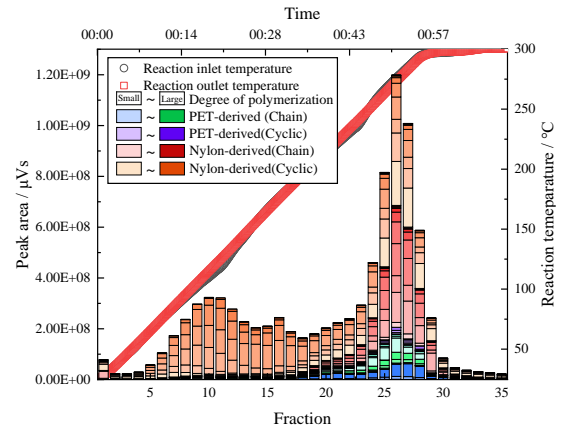 Time
00:00 00:14 00:28 00:43 00:57
1.20E+09
1.00E+09
8.00E+08
6.00E+08
4.00E+08
2.00E+08
0.00E+00
Peak area / μVs
Reaction inlet temperature
Reaction outlet temperature
Small ~ Large Degree of polymerization
~ PET-derived (Chain)
~ PET-derived(Cyclic)
~ Nylon-derived(Chain)
~ Nylon-derived(Cyclic)
300
250
200
150
100
50
Reaction temeparature / °C
5 10 15 20 25 30 35
Fraction